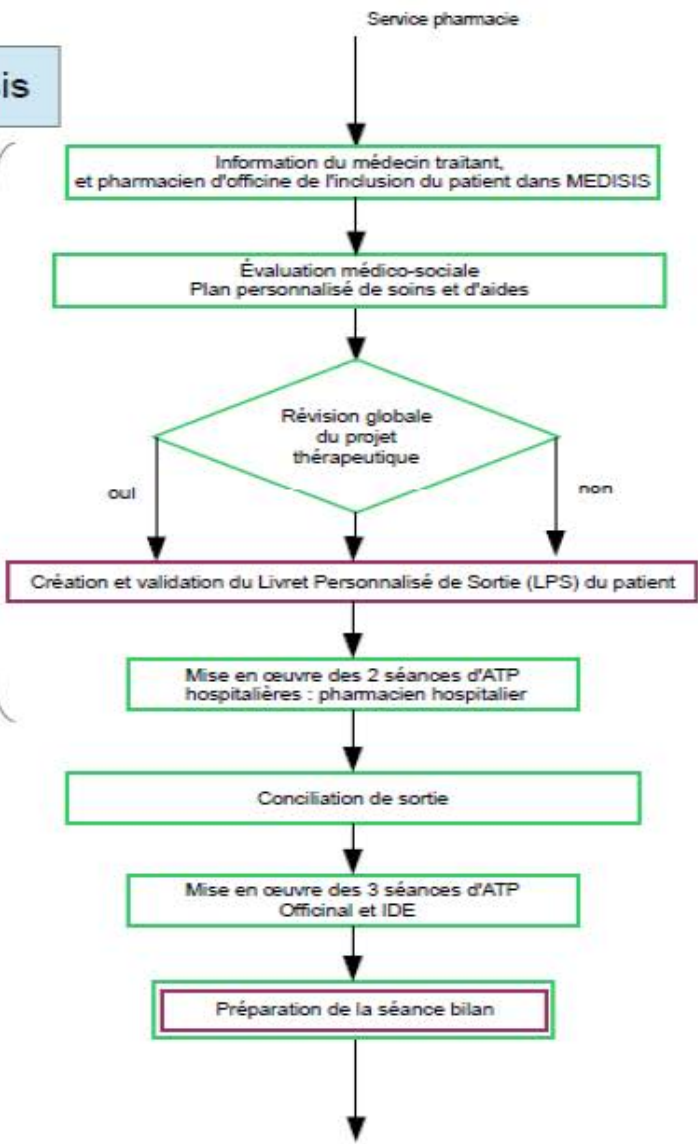 Service pharmacie
is
Information du médecin traitant,
et pharmacien d'officine de l'inclusion du patient dans MEDISIS
Évaluation médico-sociale
Plan personnalisé de soins et d'aides
Révision globale
du projet
thérapeutique
oui
non
Création et validation du Livret Personnalisé de Sortie (LPS) du patient
Mise en œuvre des 2 séances d'ATP
hospitalières : pharmacien hospitalier
Conciliation de sortie
Mise en œuvre des 3 séances d'ATP
Officinal et IDE
Préparation de la séance bilan